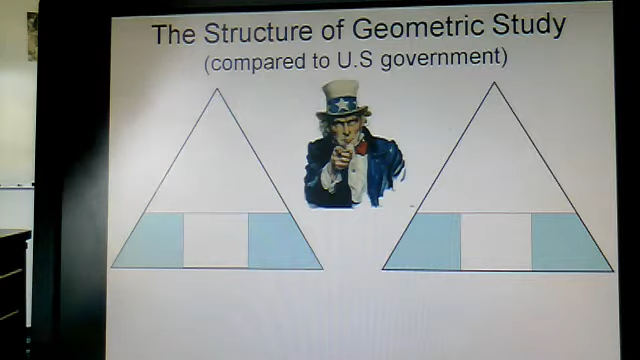 The Structure of Geometric Study
(compared to U.S government)